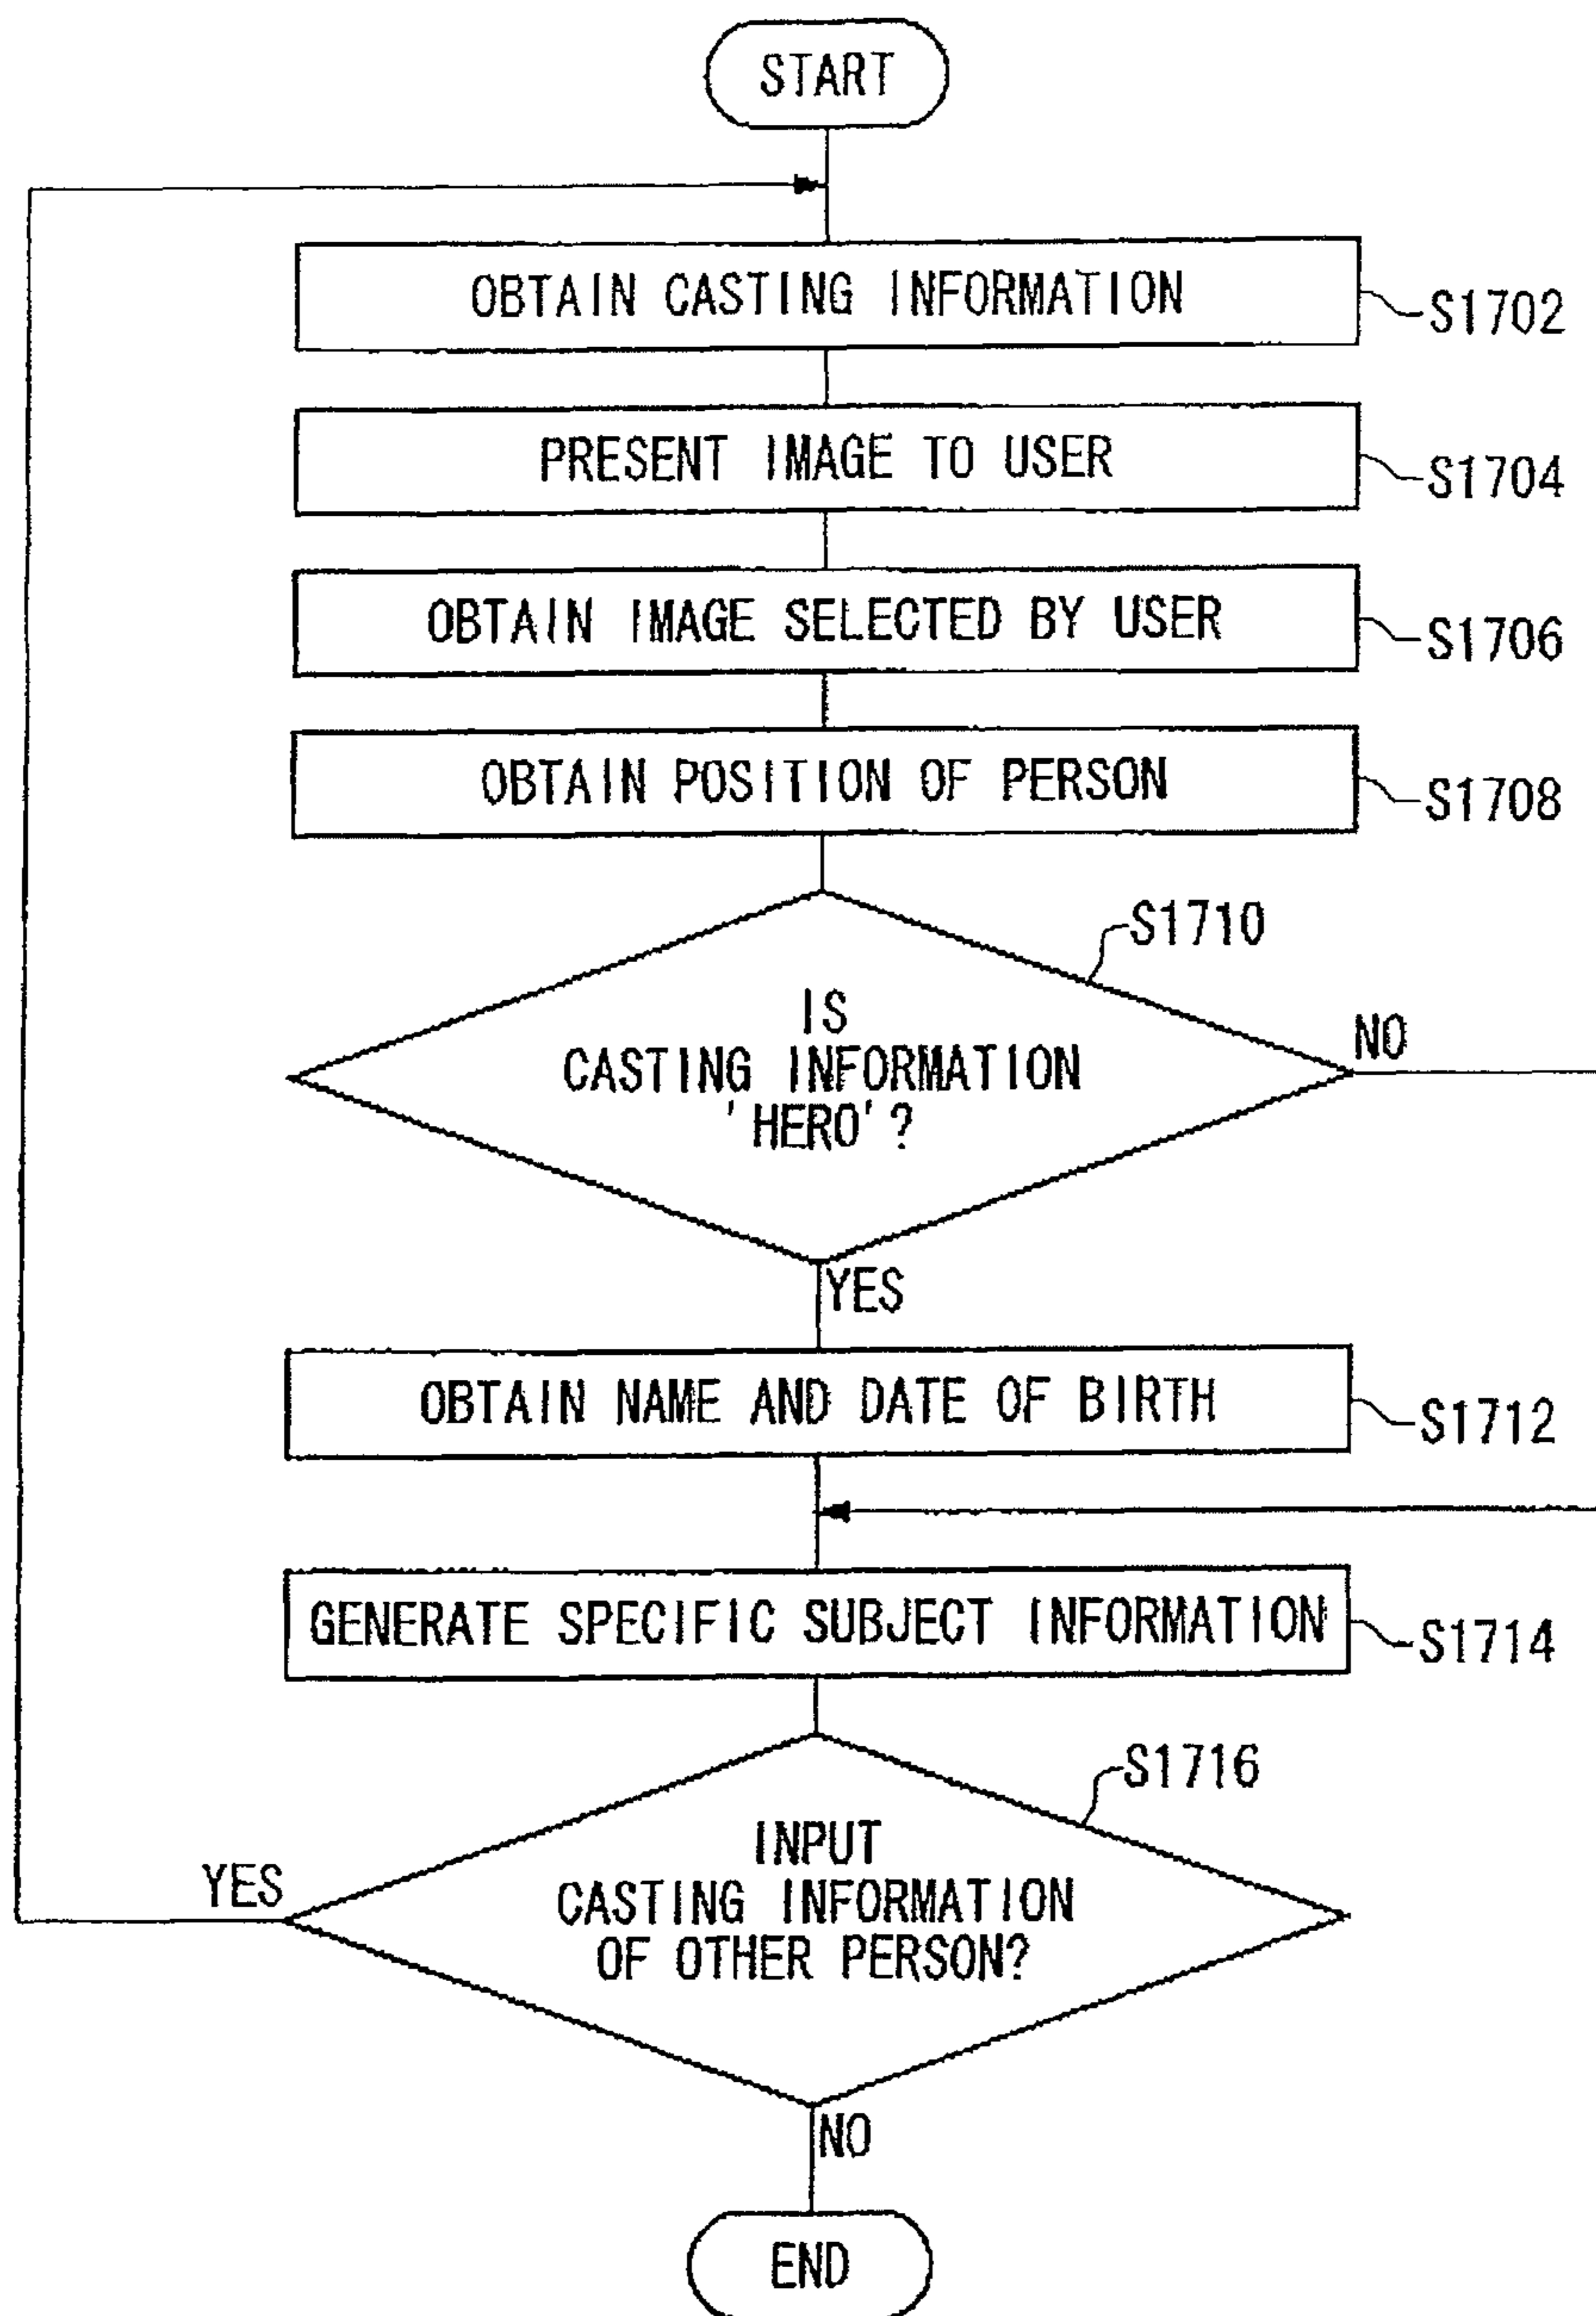 START
OBTAIN CASTING INFORMATION
S1702
PRESENT IMAGE TO USER
S1704
OBTAIN IMAGE SELECTED BY USER
S1706
OBTAIN POSITION OF PERSON
S1708
S1710
IS
CASTING INFORMATION
'HERO'?
NO
YES
OBTAIN NAME AND DATE OF BIRTH
S1712
GENERATE SPECIFIC SUBJECT INFORMATION
S1714
S1716
INPUT
CASTING INFORMATION
OF OTHER PERSON?
YES
NO
END